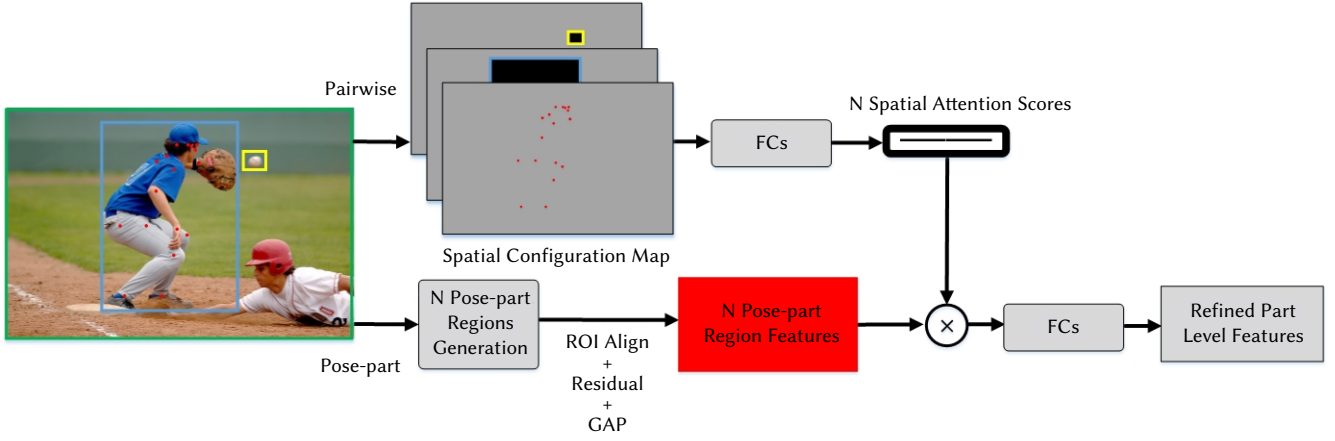 Pairwise
Spatial Configuration Map
FCs
N Spatial Attention Scores
Pose-part
N Pose-part
Regions
Generation
ROI Align
+
Residual
+
GAP
N Pose-part
Region Features
×
FCs
Refined Part
Level Features